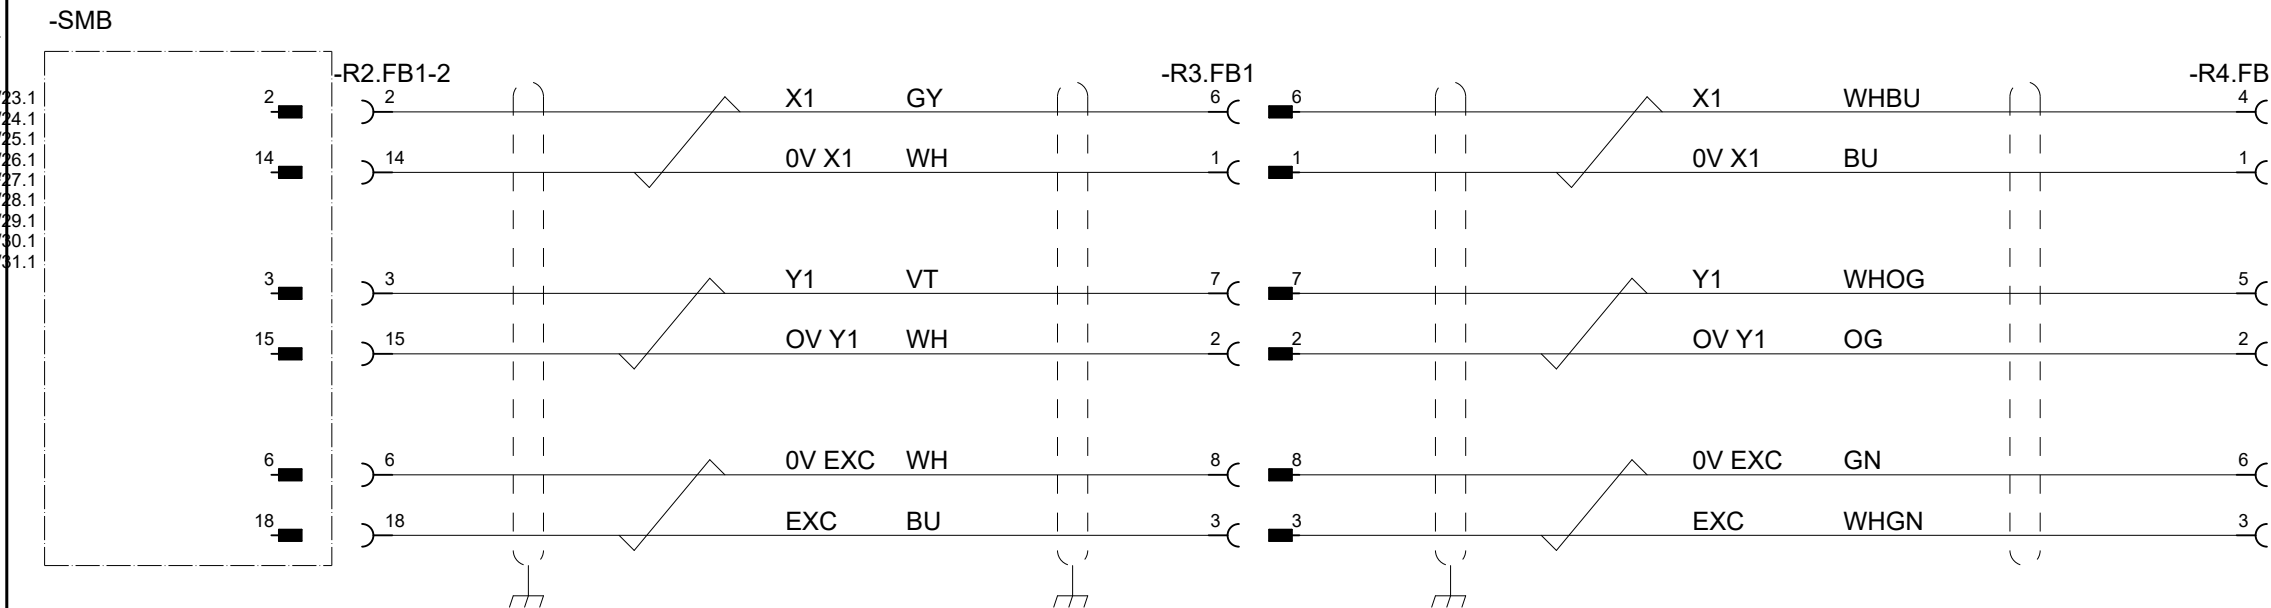 -SMB
-R2.FB1-2
-R3.FB1
-R4.FB
/23.1
/24.1
/25.1
/26.1
/27.1
/28.1
/29.1
/30.1
/31.1
2 2 X1 GY 6 6 X1 WHBU 4
14 14 0V X1 WH 1 1 0V X1 BU 1
3 3 Y1 VT 7 7 Y1 WHOG 5
15 15 OV Y1 WH 2 2 OV Y1 OG 2
6 6 0V EXC WH 8 8 0V EXC GN 6
18 18 EXC BU 3 3 EXC WHGN 3